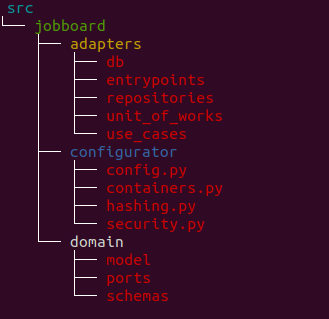 src
jobboard
adapters
db
entrypoints
repositories
unit_of_works
use_cases
configurator
config.py
containers.py
hashing.py
security.py
domain
model
ports
schemas